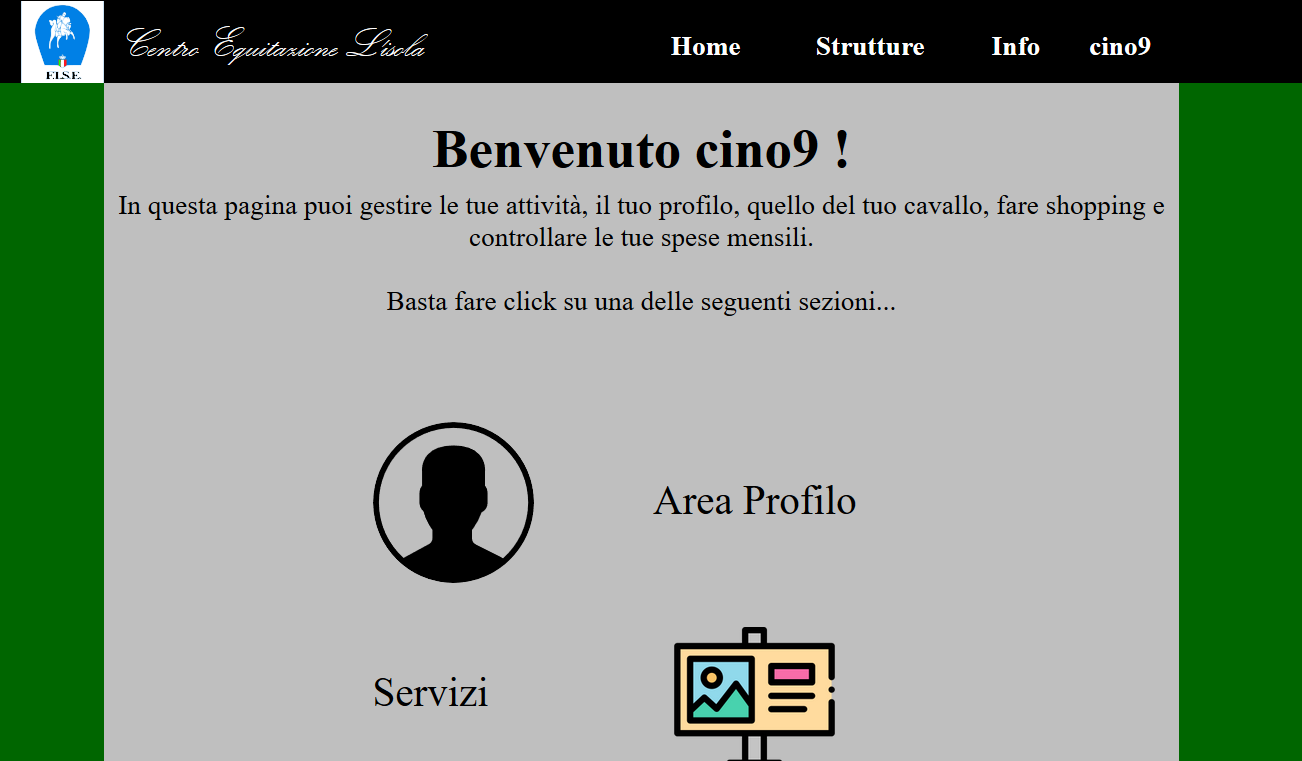 F.I.S.E.
Centro Equitazione L'isola
Home Strutture Info cino9
Benvenuto cino9 !
In questa pagina puoi gestire le tue attività, il tuo profilo, quello del tuo cavallo, fare shopping e
controllare le tue spese mensili.
Basta fare click su una delle seguenti sezioni...
Area Profilo
Servizi